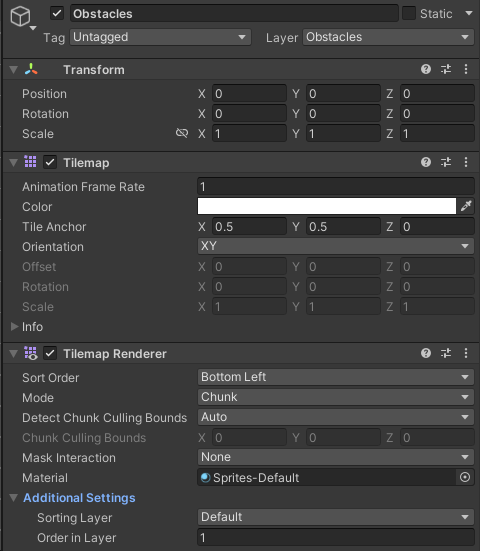 Obstacles Static
Tag Untagged Layer Obstacles
Transform
Position X 0 Y 0 Z 0
Rotation X 0 Y 0 Z 0
Scale X 1 Y 1 Z 1
Tilemap
Animation Frame Rate 1
Color
Tile Anchor X 0.5 Y 0.5 Z 0
Orientation XY
Offset X 0 Y 0 Z 0
Rotation X 0 Y 0 Z 0
Scale X 1 Y 1 Z 1
Info
Tilemap Renderer
Sort Order Bottom Left
Mode Chunk
Detect Chunk Culling Bounds Auto
Chunk Culling Bounds X 0 Y 0 Z 0
Mask Interaction None
Material Sprites-Default
Additional Settings
Sorting Layer Default
Order in Layer 1